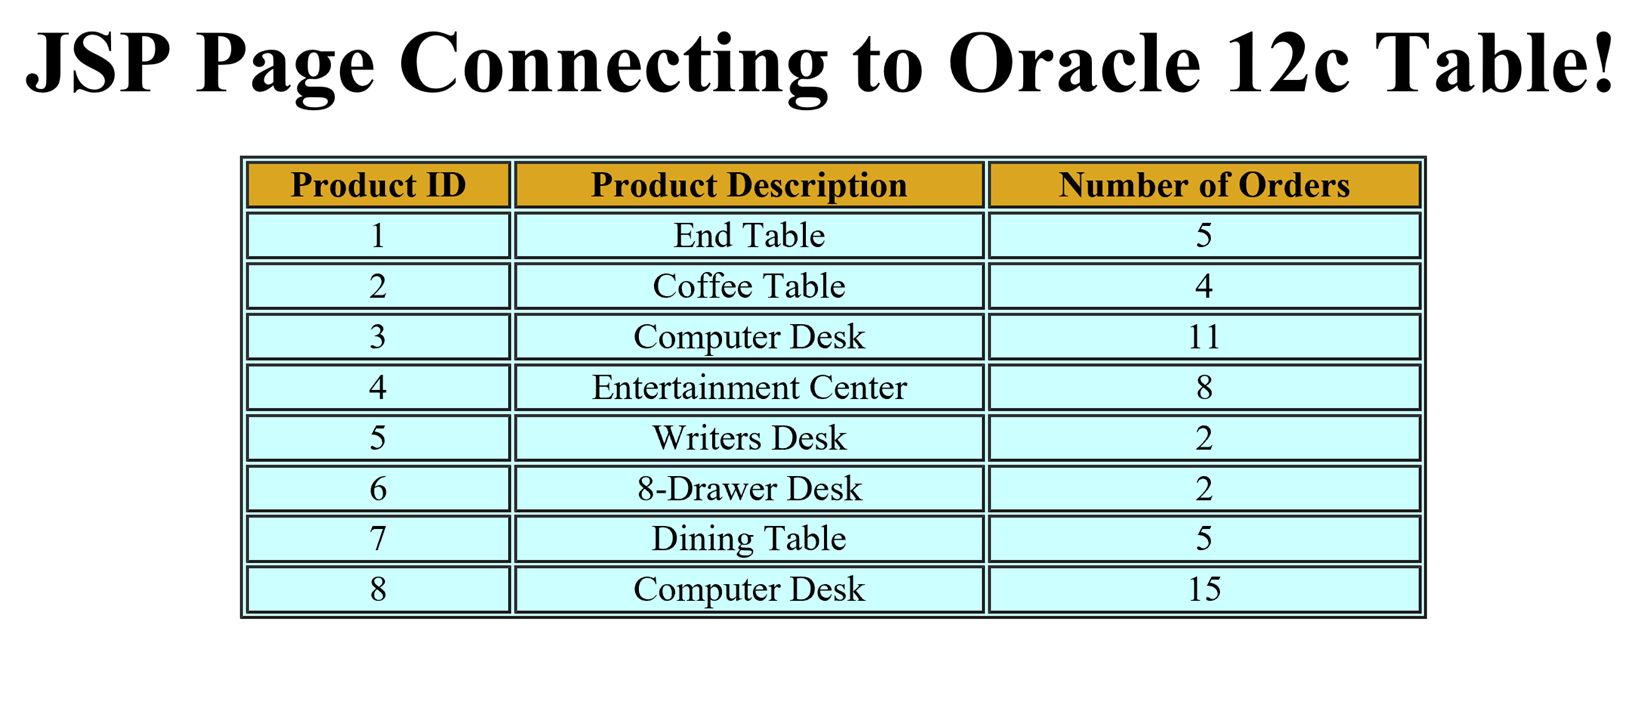 JSP Page Connecting to Oracle 12c Table!
Product ID Product Description Number of Orders
1 End Table 5
2 Coffee Table 4
3 Computer Desk 11
4 Entertainment Center 8
5 Writers Desk 2
6 8-Drawer Desk 2
7 Dining Table 5
8 Computer Desk 15